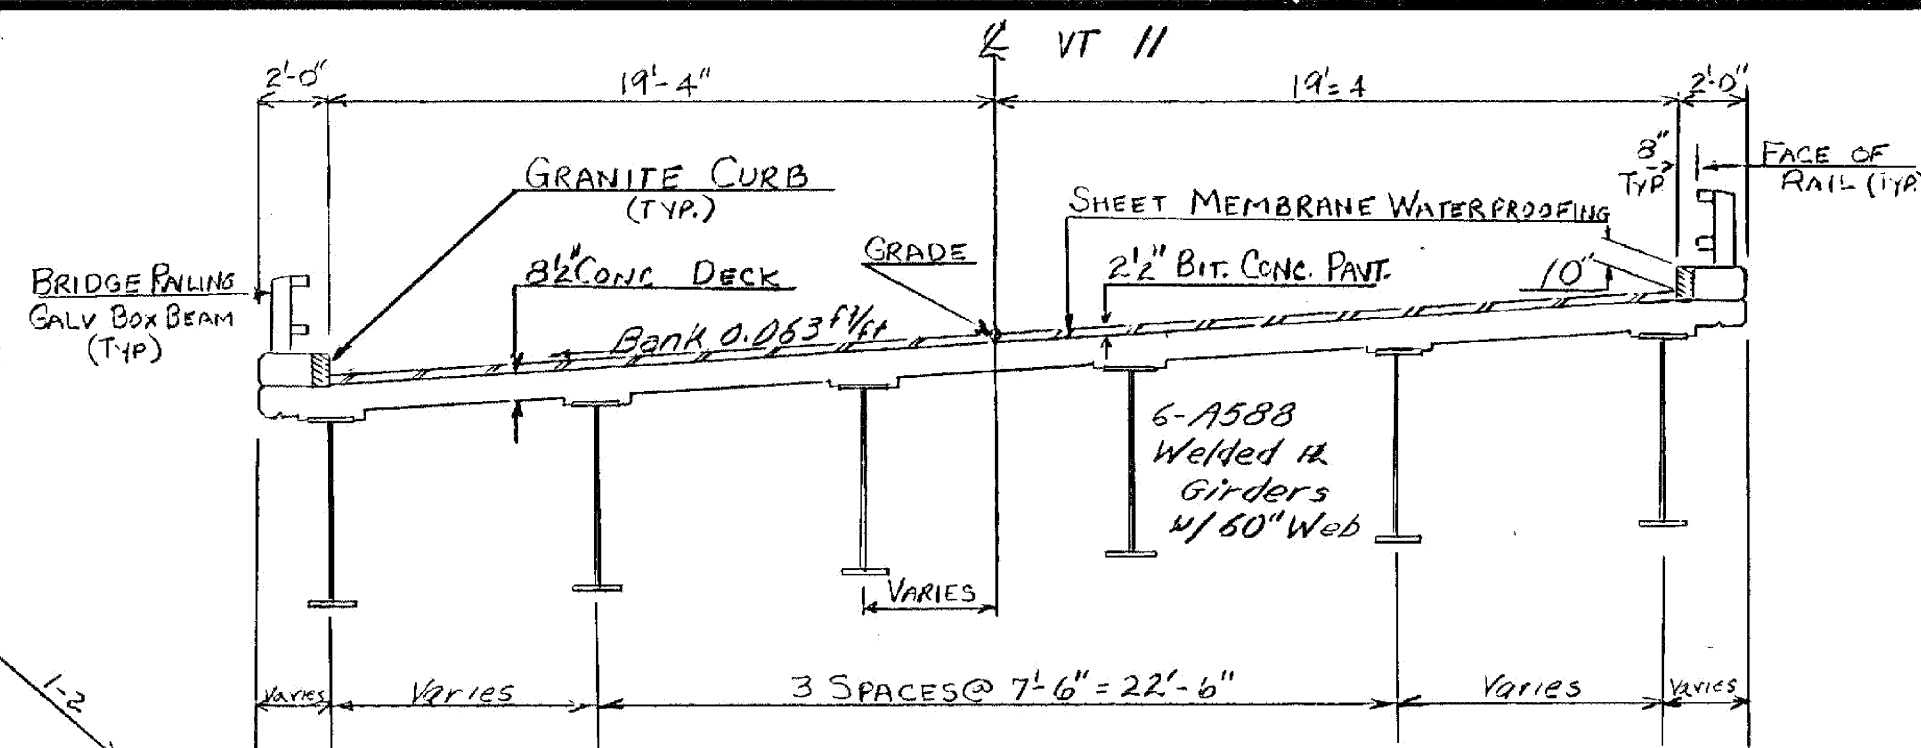 ℄ VT 11
2'-0" 19'-4" 19'=4 2'-0"
8"
TYP.
FACE OF
RAIL (TYP.
GRANITE CURB
(TYP.)
SHEET MEMBRANE WATERPROOFING
GRADE
BRIDGE RAILING
GALV BOX BEAM
(TYP)
8½" CONC DECK
2½" BIT. CONC. PAVT.
10"
Bank 0.063 ft/ft
6-A588
Welded ℞
Girders
w/ 60" Web
VARIES
Varies Varies 3 SPACES @ 7'-6" = 22'-6" Varies Varies
1-2